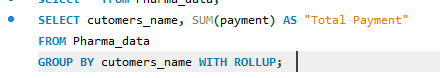 SELECT cutomers_name, SUM(payment) AS "Total Payment"
FROM Pharma_data
GROUP BY cutomers_name WITH ROLLUP;